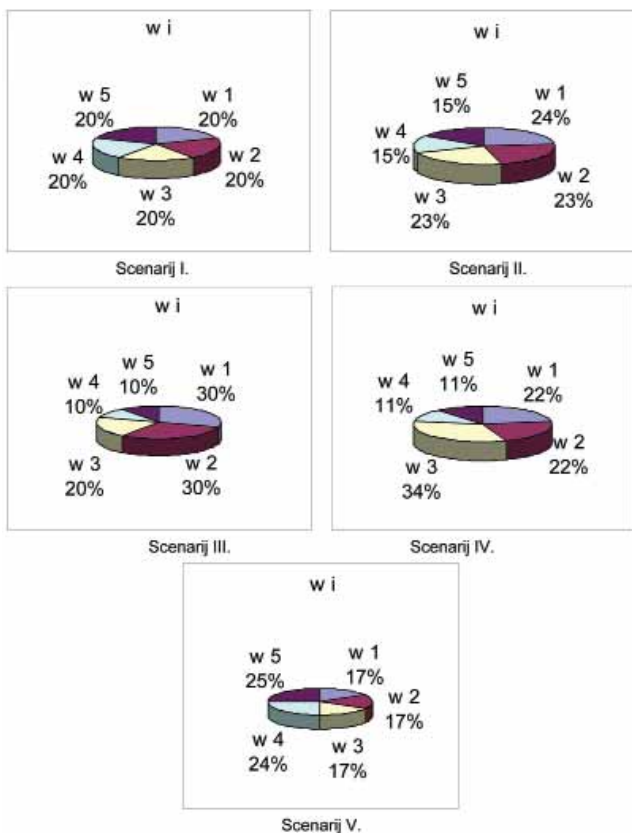 w i
w 5
20%
w 1
20%
w 4
20%
w 2
20%
w 3
20%
Scenarij I.
w i
w 5
15%
w 1
24%
w 4
15%
w 2
23%
w 3
23%
Scenarij II.
w i
w 5
10%
w 1
30%
w 4
10%
w 3
20%
w 2
30%
Scenarij III.
w i
w 5
11%
w 1
22%
w 4
11%
w 2
22%
w 3
34%
Scenarij IV.
w i
w 5
25%
w 1
17%
w 2
17%
w 4
24%
w 3
17%
Scenarij V.